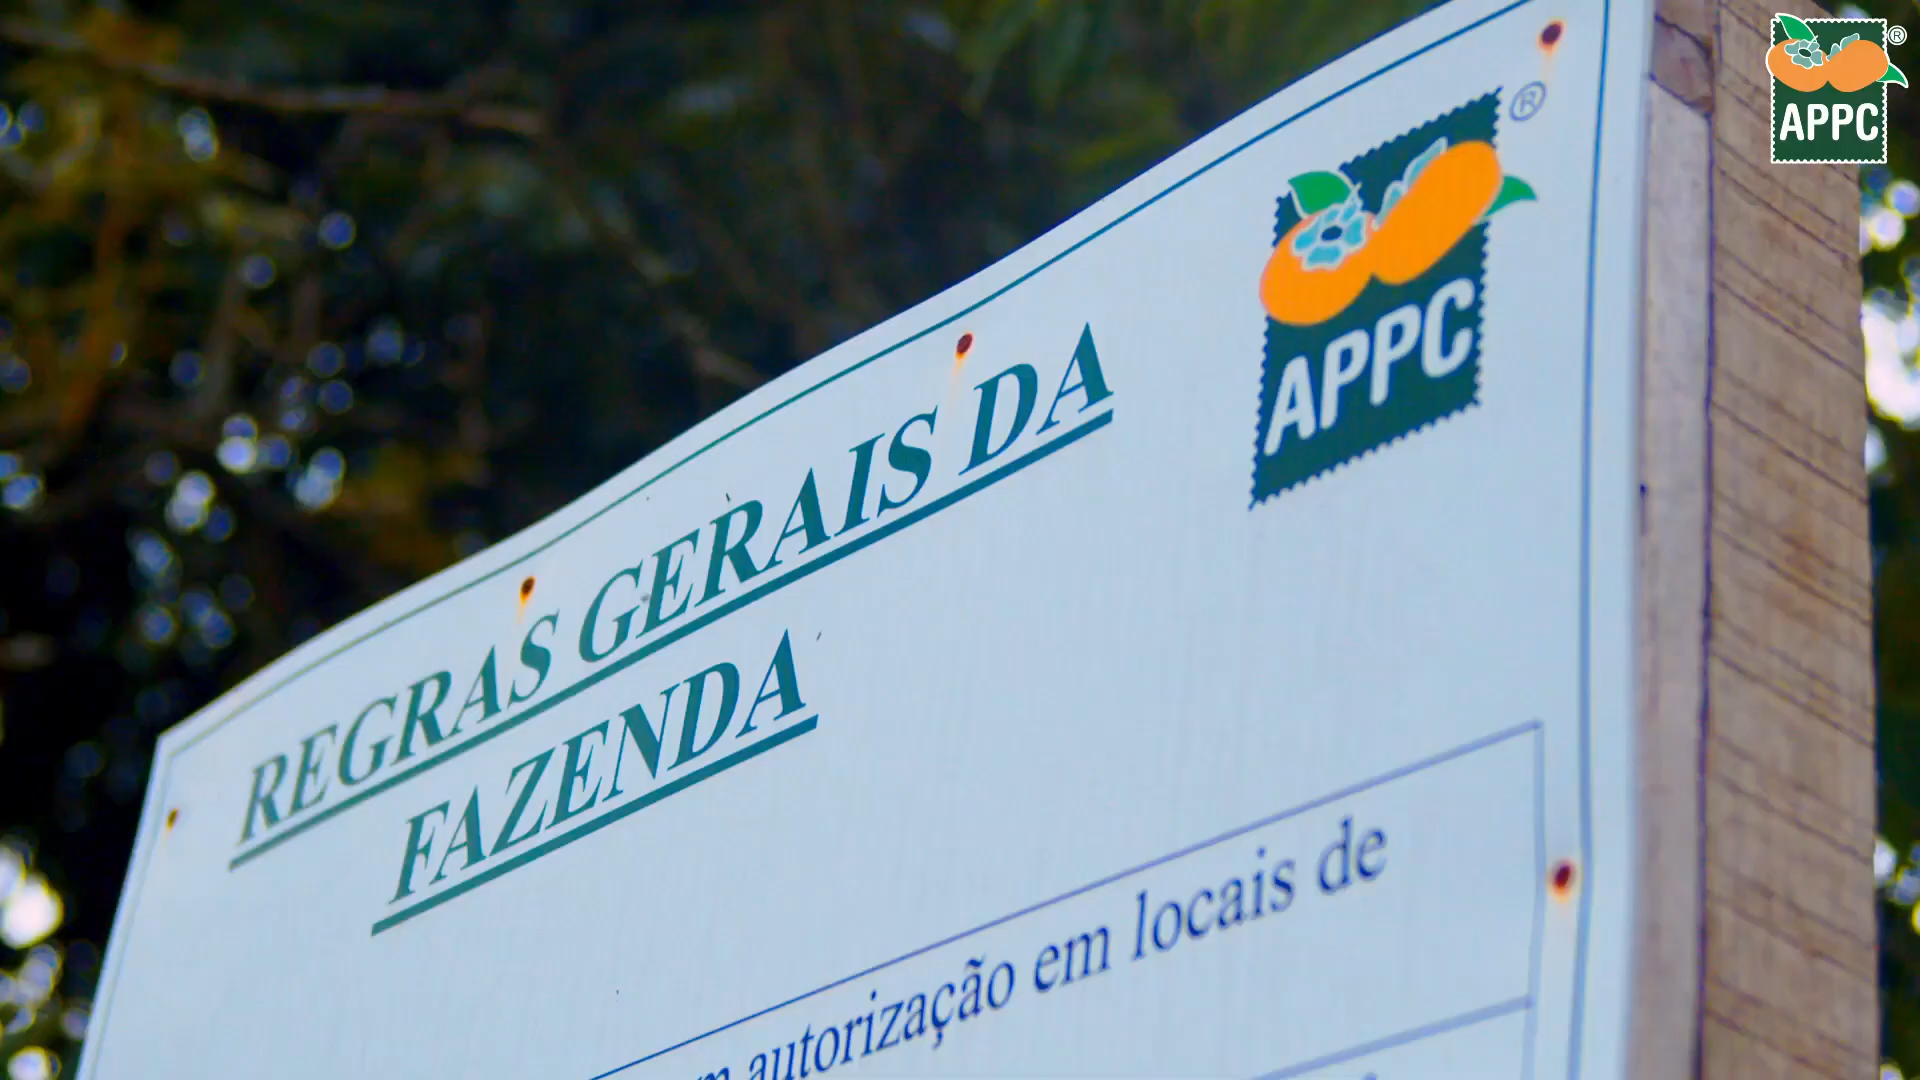 APPC
®
®
APPC
REGRAS GERAIS DA
FAZENDA
autorização em locais de